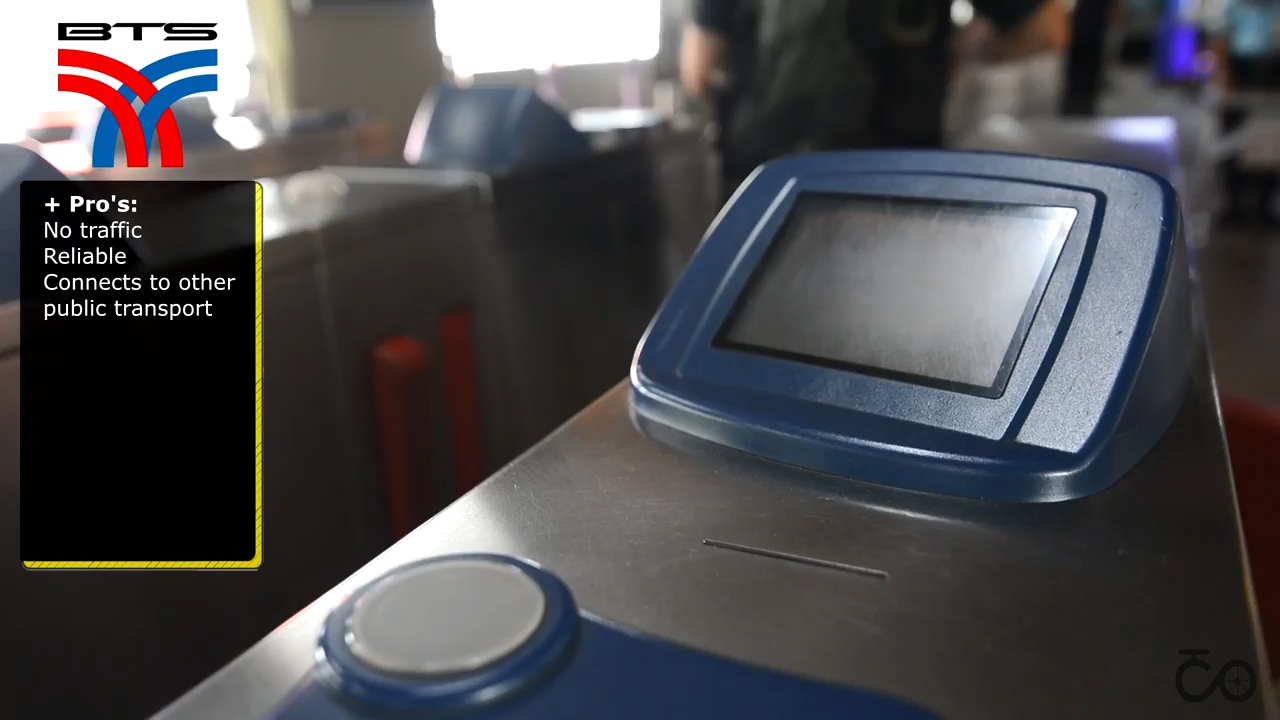 BTS
+ Pro's:
No traffic
Reliable
Connects to other
public transport